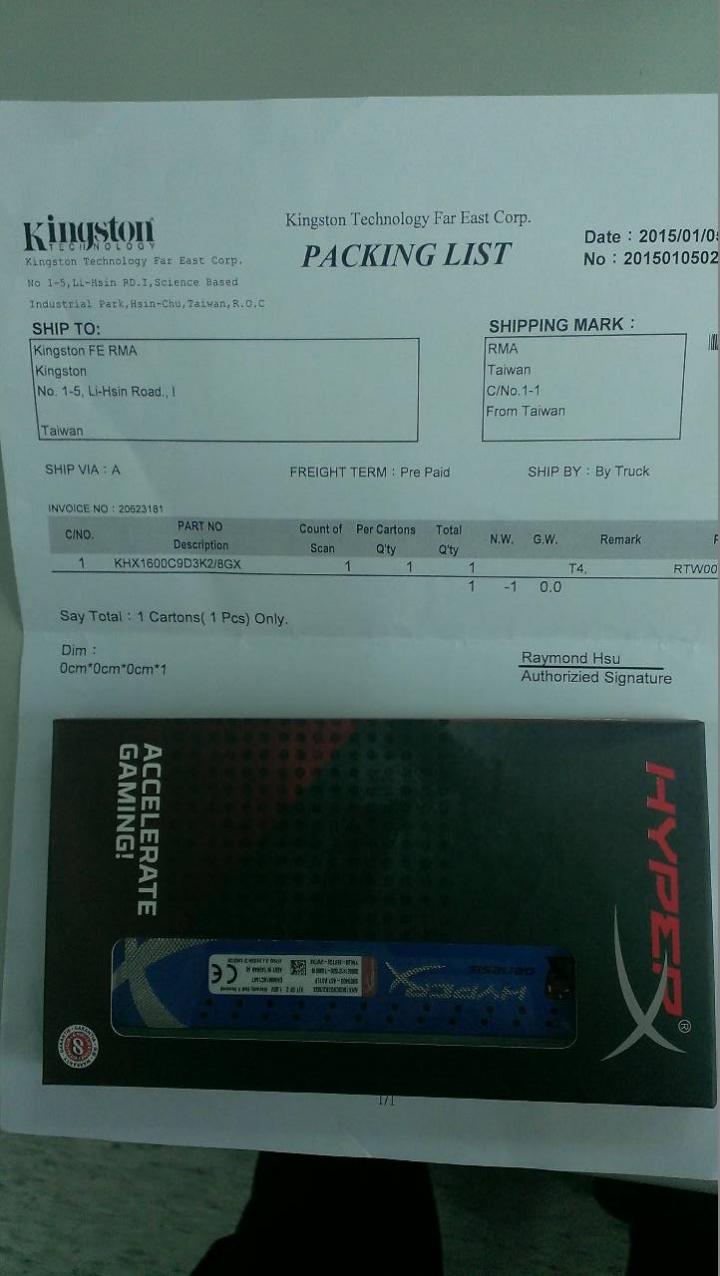 Kingston
TECHNOLOGY
Kingston Technology Far East Corp.
PACKING LIST
Date：2015/01/0
No：2015010502
Kingston Technology Far East Corp.
No 1-5,Li-Hsin RD.I,Science Based
Industrial Park,Hsin-Chu,Taiwan,R.O.C
SHIP TO:
Kingston FE RMA
Kingston
No. 1-5, Li-Hsin Road., I
Taiwan
SHIPPING MARK：
RMA
Taiwan
C/No.1-1
From Taiwan
SHIP VIA：A
FREIGHT TERM：Pre Paid
SHIP BY：By Truck
INVOICE NO：20623181
C/NO. PART NO Description Count of Scan Per Cartons Q'ty Total Q'ty N.W. G.W. Remark
1 KHX1600C9D3K2/8GX 1 1 1 T4, RTW00
1 -1 0.0
Say Total：1 Cartons( 1 Pcs) Only.
Dim：
0cm*0cm*0cm*1
Raymond Hsu
Authorizied Signature
ACCELERATE
GAMING!
HYPERX®
HYPERX
GENESIS
CE
8
1/1